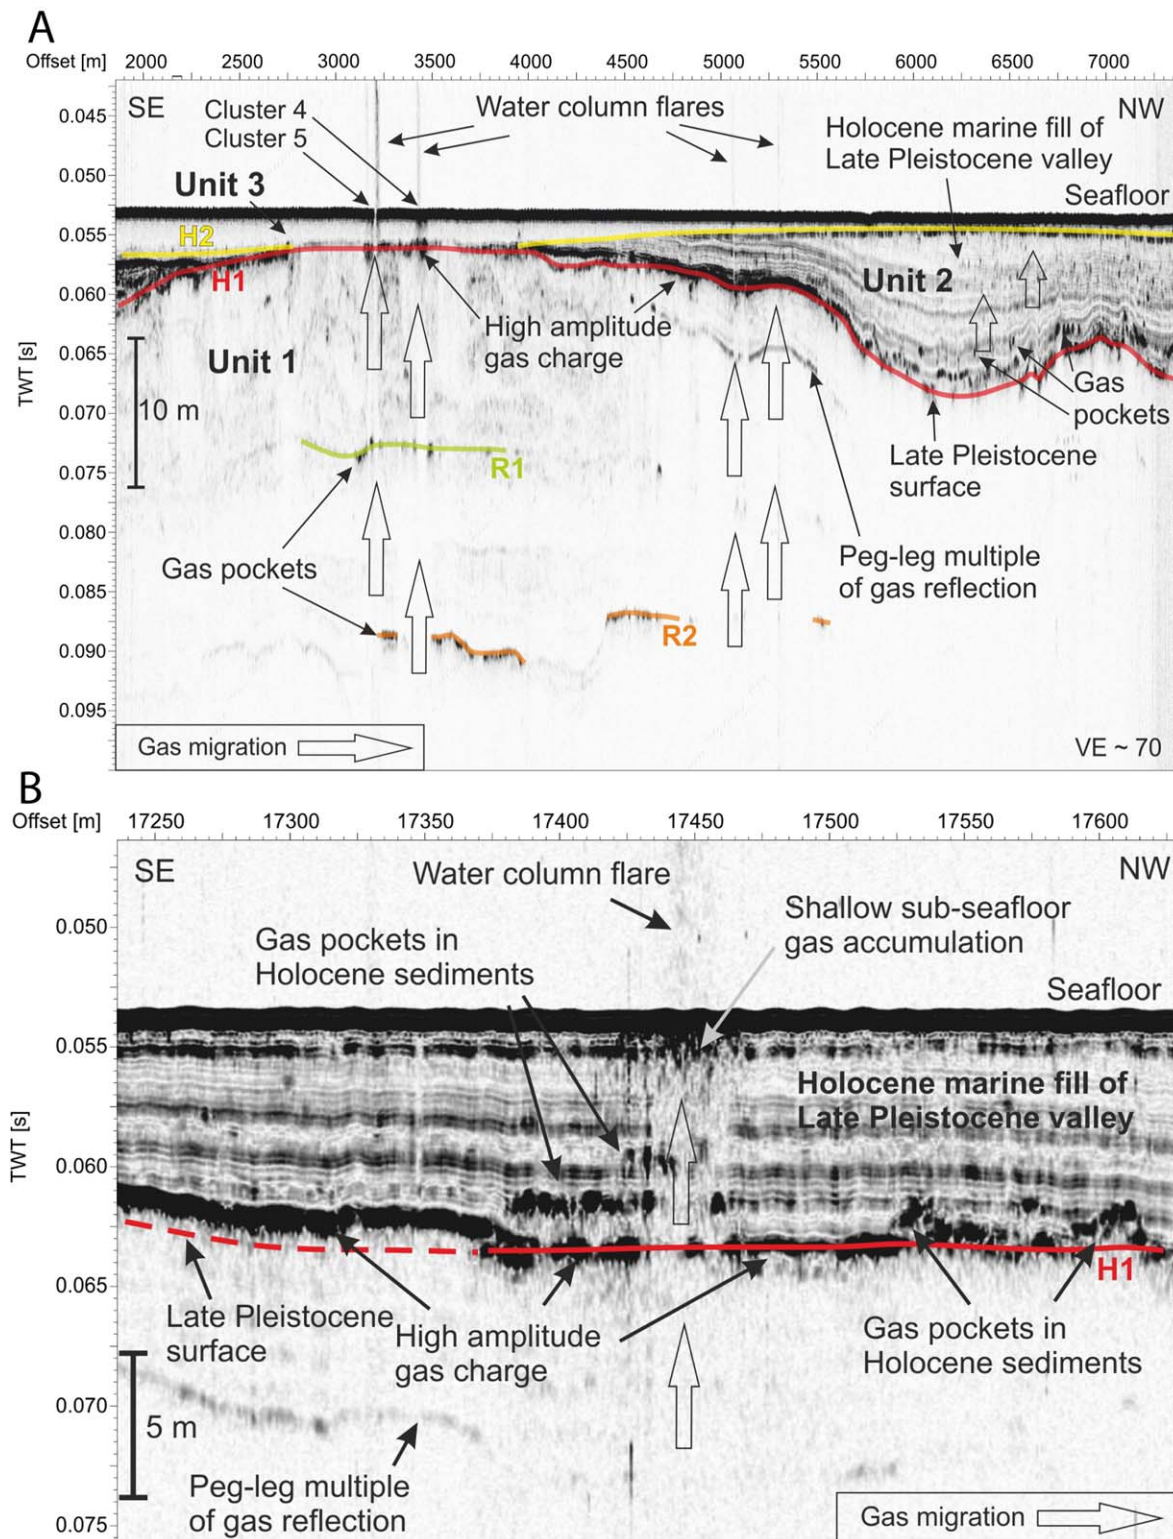 A
Offset [m] 2000 2500 3000 3500 4000 4500 5000 5500 6000 6500 7000
SE
NW
Cluster 4
Cluster 5
Water column flares
Holocene marine fill of
Late Pleistocene valley
Unit 3
Seafloor
H2
H1
Unit 2
High amplitude
gas charge
Unit 1
10 m
Gas
pockets
R1
Late Pleistocene
surface
Gas pockets
Peg-leg multiple
of gas reflection
R2
Gas migration
VE ~ 70
TWT [s]
0.045
0.050
0.055
0.060
0.065
0.070
0.075
0.080
0.085
0.090
0.095
B
Offset [m] 17250 17300 17350 17400 17450 17500 17550 17600
SE
NW
Water column flare
Shallow sub-seafloor
gas accumulation
Gas pockets in
Holocene sediments
Seafloor
Holocene marine fill of
Late Pleistocene valley
H1
Late Pleistocene
surface
High amplitude
gas charge
Gas pockets in
Holocene sediments
5 m
Peg-leg multiple
of gas reflection
Gas migration
TWT [s]
0.050
0.055
0.060
0.065
0.070
0.075